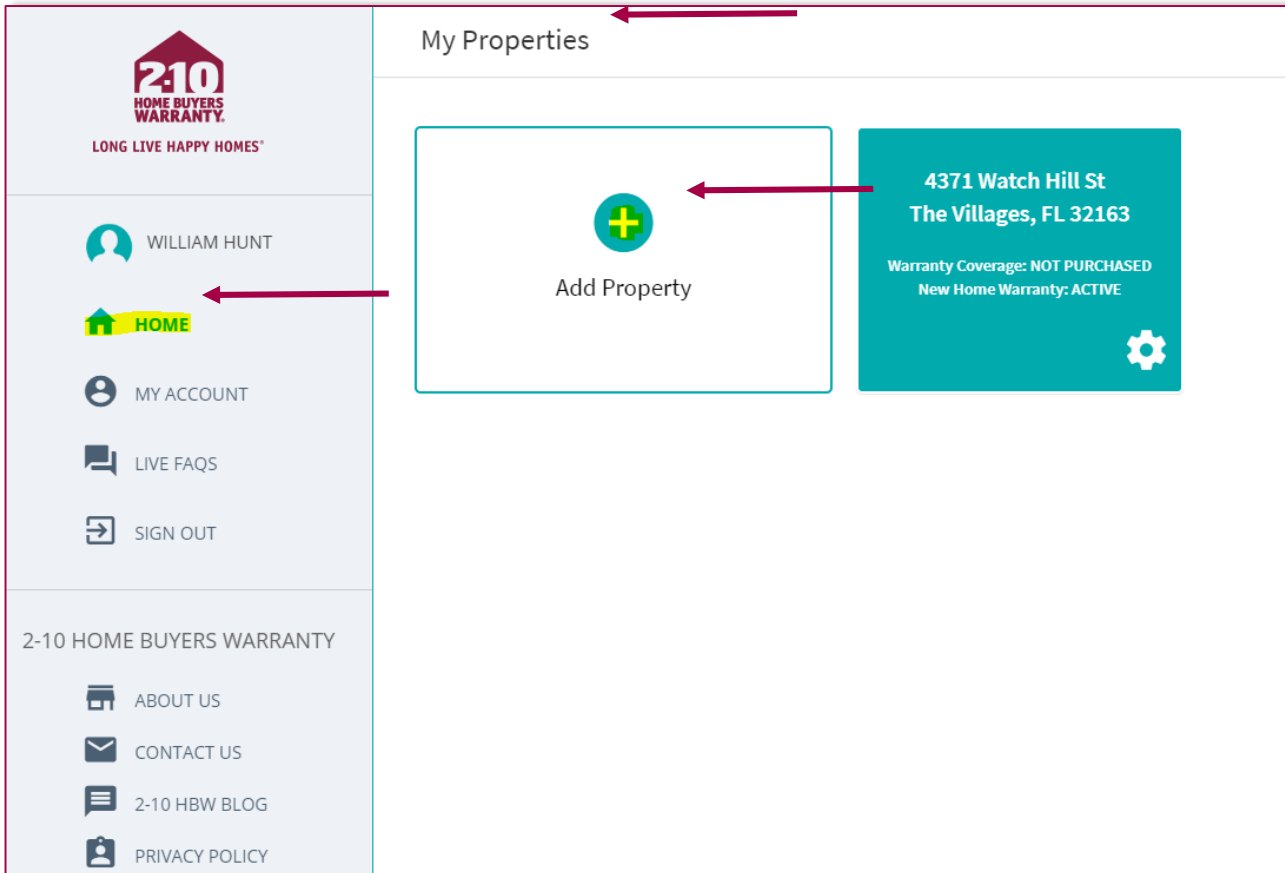 2-10
HOME BUYERS
WARRANTY.
LONG LIVE HAPPY HOMES®
WILLIAM HUNT
HOME
MY ACCOUNT
LIVE FAQS
SIGN OUT
2-10 HOME BUYERS WARRANTY
ABOUT US
CONTACT US
2-10 HBW BLOG
PRIVACY POLICY
My Properties
Add Property
4371 Watch Hill St
The Villages, FL 32163
Warranty Coverage: NOT PURCHASED
New Home Warranty: ACTIVE